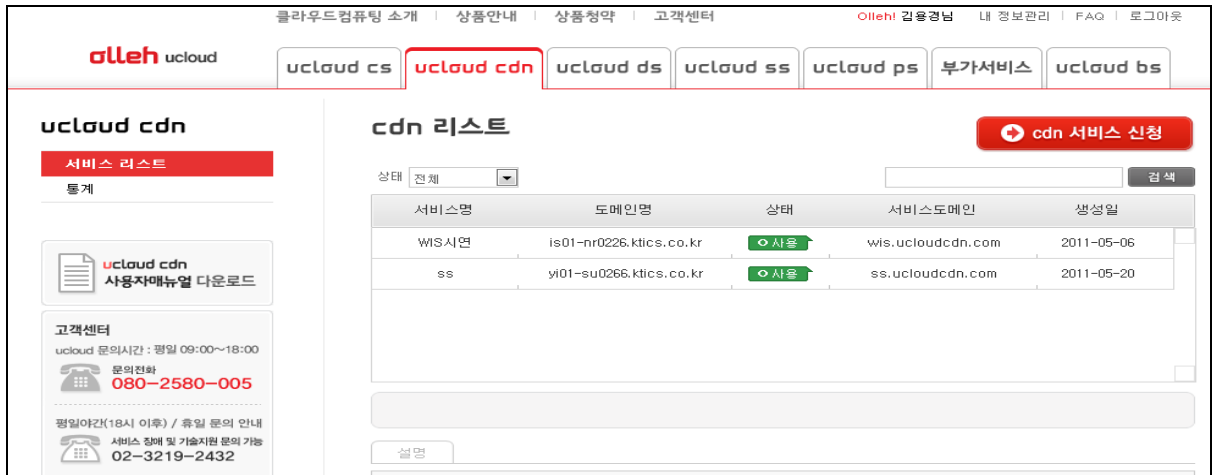 클라우드컴퓨팅 소개 | 상품안내 | 상품청약 | 고객센터
Olleh! 김용경님 내 정보관리 | FAQ | 로그아웃
olleh ucloud
ucloud cs ucloud cdn ucloud ds ucloud ss ucloud ps 부가서비스 ucloud bs
ucloud cdn
서비스 리스트
통계
ucloud cdn
사용자매뉴얼 다운로드
고객센터
ucloud 문의시간 : 평일 09:00~18:00
문의전화
080-2580-005
평일야간(18시 이후) / 휴일 문의 안내
서비스 장애 및 기술지원 문의 가능
02-3219-2432
cdn 리스트
cdn 서비스 신청
상태 전체 검색
서비스명 도메인명 상태 서비스도메인 생성일
WIS시연 is01-nr0226.ktics.co.kr 사용 wis.ucloudcdn.com 2011-05-06
ss yi01-su0266.ktics.co.kr 사용 ss.ucloudcdn.com 2011-05-20
설명